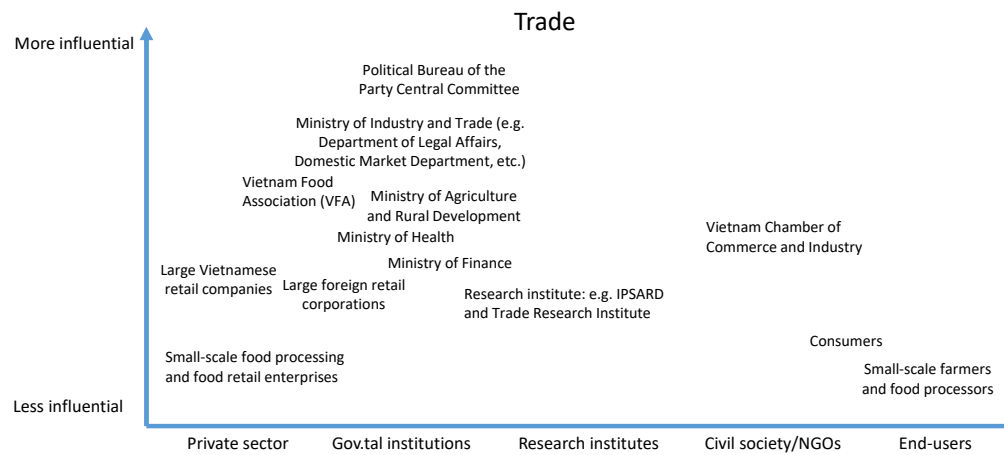 Trade
More influential
Political Bureau of the
Party Central Committee
Ministry of Industry and Trade (e.g.
Department of Legal Affairs,
Domestic Market Department, etc.)
Vietnam Food
Association (VFA)
Ministry of Agriculture
and Rural Development
Ministry of Health
Vietnam Chamber of
Commerce and Industry
Ministry of Finance
Large Vietnamese
retail companies
Large foreign retail
corporations
Research institute: e.g. IPSARD
and Trade Research Institute
Consumers
Small-scale food processing
and food retail enterprises
Small-scale farmers
and food processors
Less influential
Private sector
Gov.tal institutions
Research institutes
Civil society/NGOs
End-users